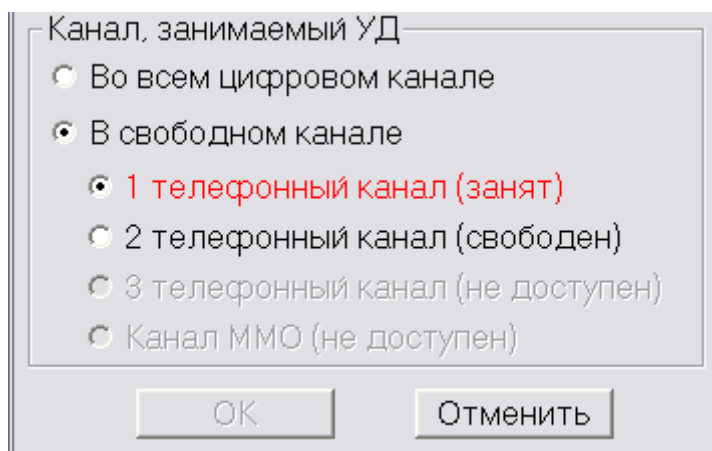 Канал, занимаемый УД
Во всем цифровом канале
В свободном канале
1 телефонный канал (занят)
2 телефонный канал (свободен)
3 телефонный канал (не доступен)
Канал ММО (не доступен)
ОК
Отменить